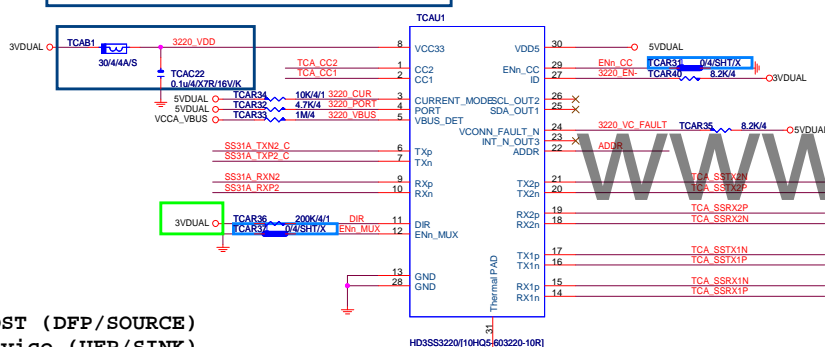 TCAU1
3VDUAL TCAB1 3220_VDD 8 VCC33 VDD5 30 5VDUAL
30/4/4A/S
TCAC22
0.1u/4/X7R/16V/K
TCA_CC2 1 CC2 ENn_CC 29 ENn_CC TCAR31 0/4/SHT/X
TCA_CC1 2 CC1 ID 27 3220_EN- TCAR40 8.2K/4 3VDUAL
5VDUAL TCAR34 10K/4/1 3220_CUR 3 CURRENT_MODE SCL_OUT2 26
5VDUAL TCAR32 4.7K/4 3220_PORT 4 PORT SDA_OUT1 25
VCCA_VBUS TCAR33 1M/4 3220_VBUS 5 VBUS_DET
VCONN_FAULT_N 24 3220_VC_FAULT TCAR35 8.2K/4 5VDUAL
INT_N_OUT3 23
SS31A_TXN2_C 6 TXp ADDR 22 ADDR
SS31A_TXP2_C 7 TXn
WWW
SS31A_RXN2 9 RXp TX2p 21 TCA_SSTX2N
SS31A_RXP2 10 RXn TX2n 20 TCA_SSTX2P
RX2p 19 TCA_SSRX2P
3VDUAL TCAR36 200K/4/1 DIR 11 DIR RX2n 18 TCA_SSRX2N
TCAR37 0/4/SHT/X ENn_MUX 12 ENn_MUX
TX1p 17 TCA_SSTX1N
TX1n 16 TCA_SSTX1P
13 GND
28 GND RX1p 15 TCA_SSRX1N
RX1n 14 TCA_SSRX1P
Thermal PAD
31
OST (DFP/SOURCE)
vice (UFP/SINK)
HD3SS3220/[10HQ5-603220-10R]